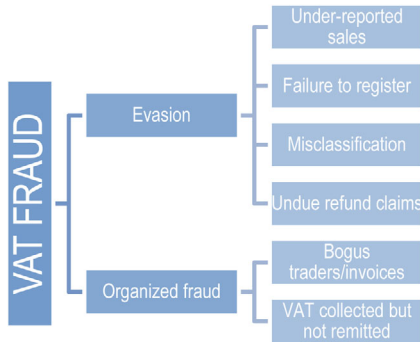 VAT FRAUD
Evasion
Under-reported
sales
Failure to register
Misclassification
Undue refund claims
Organized fraud
Bogus
traders/invoices
VAT collected but
not remitted